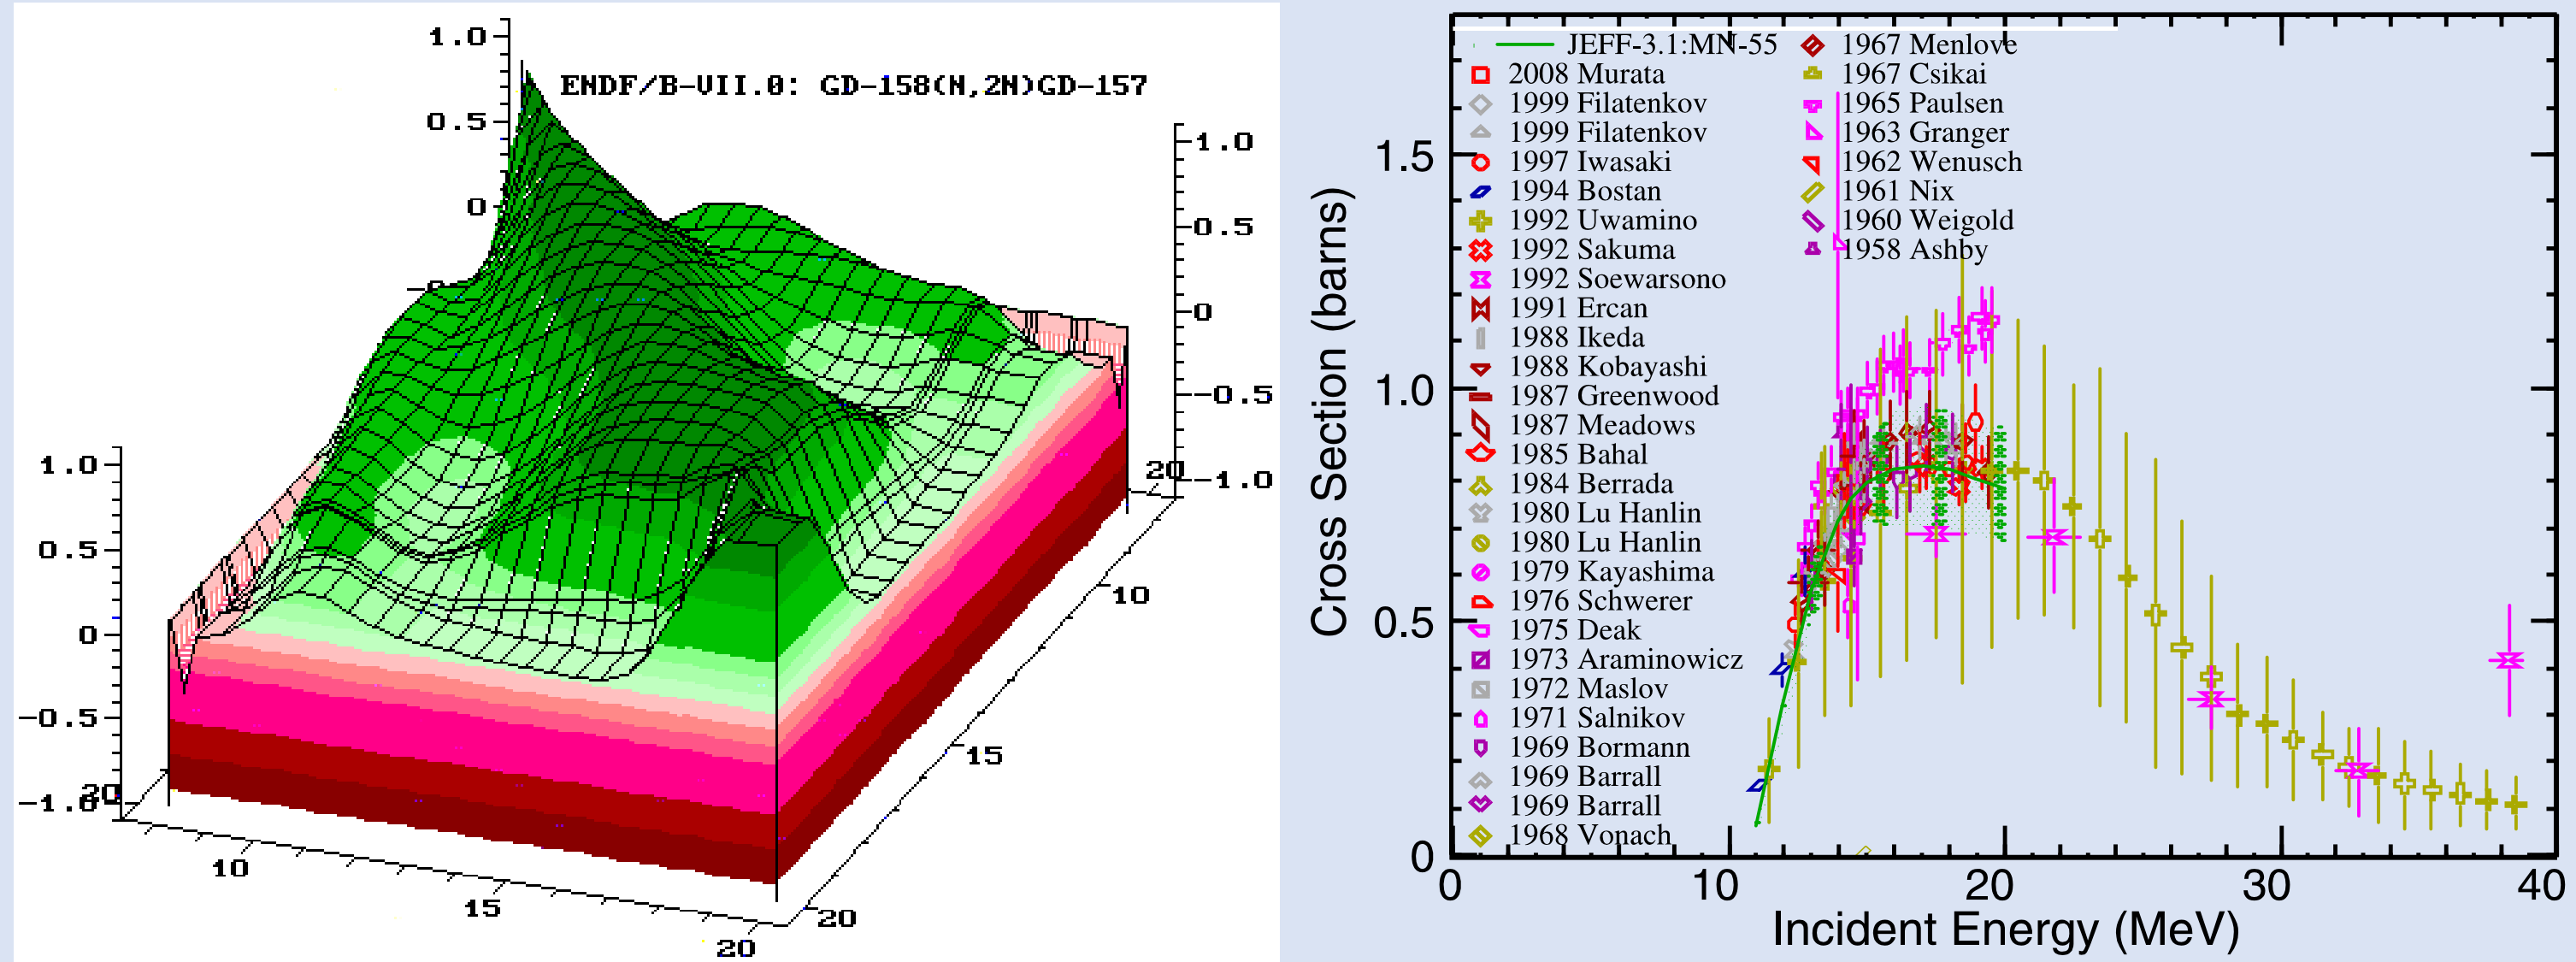 ENDF/B-VII.0: GD-158(N,2N)GD-157
1.0
0.5
0
1.0
0.5
0
-0.5
-1.0
1.0
0.5
0
-0.5
20
10
15
20
20
15
10
20
JEFF-3.1:MN-55
2008 Murata
1999 Filatenkov
1999 Filatenkov
1997 Iwasaki
1994 Bostan
1992 Uwamino
1992 Sakuma
1992 Soewarsono
1991 Ercan
1988 Ikeda
1988 Kobayashi
1987 Greenwood
1987 Meadows
1985 Bahal
1984 Berrada
1980 Lu Hanlin
1980 Lu Hanlin
1979 Kayashima
1976 Schwerer
1975 Deak
1973 Araminowicz
1972 Maslov
1971 Salnikov
1969 Bormann
1969 Barrall
1969 Barrall
1968 Vonach
1967 Menlove
1967 Csikai
1965 Paulsen
1963 Granger
1962 Wenusch
1961 Nix
1960 Weigold
1958 Ashby
Cross Section (barns)
1.5
1.0
0.5
0
0
10
20
30
40
Incident Energy (MeV)